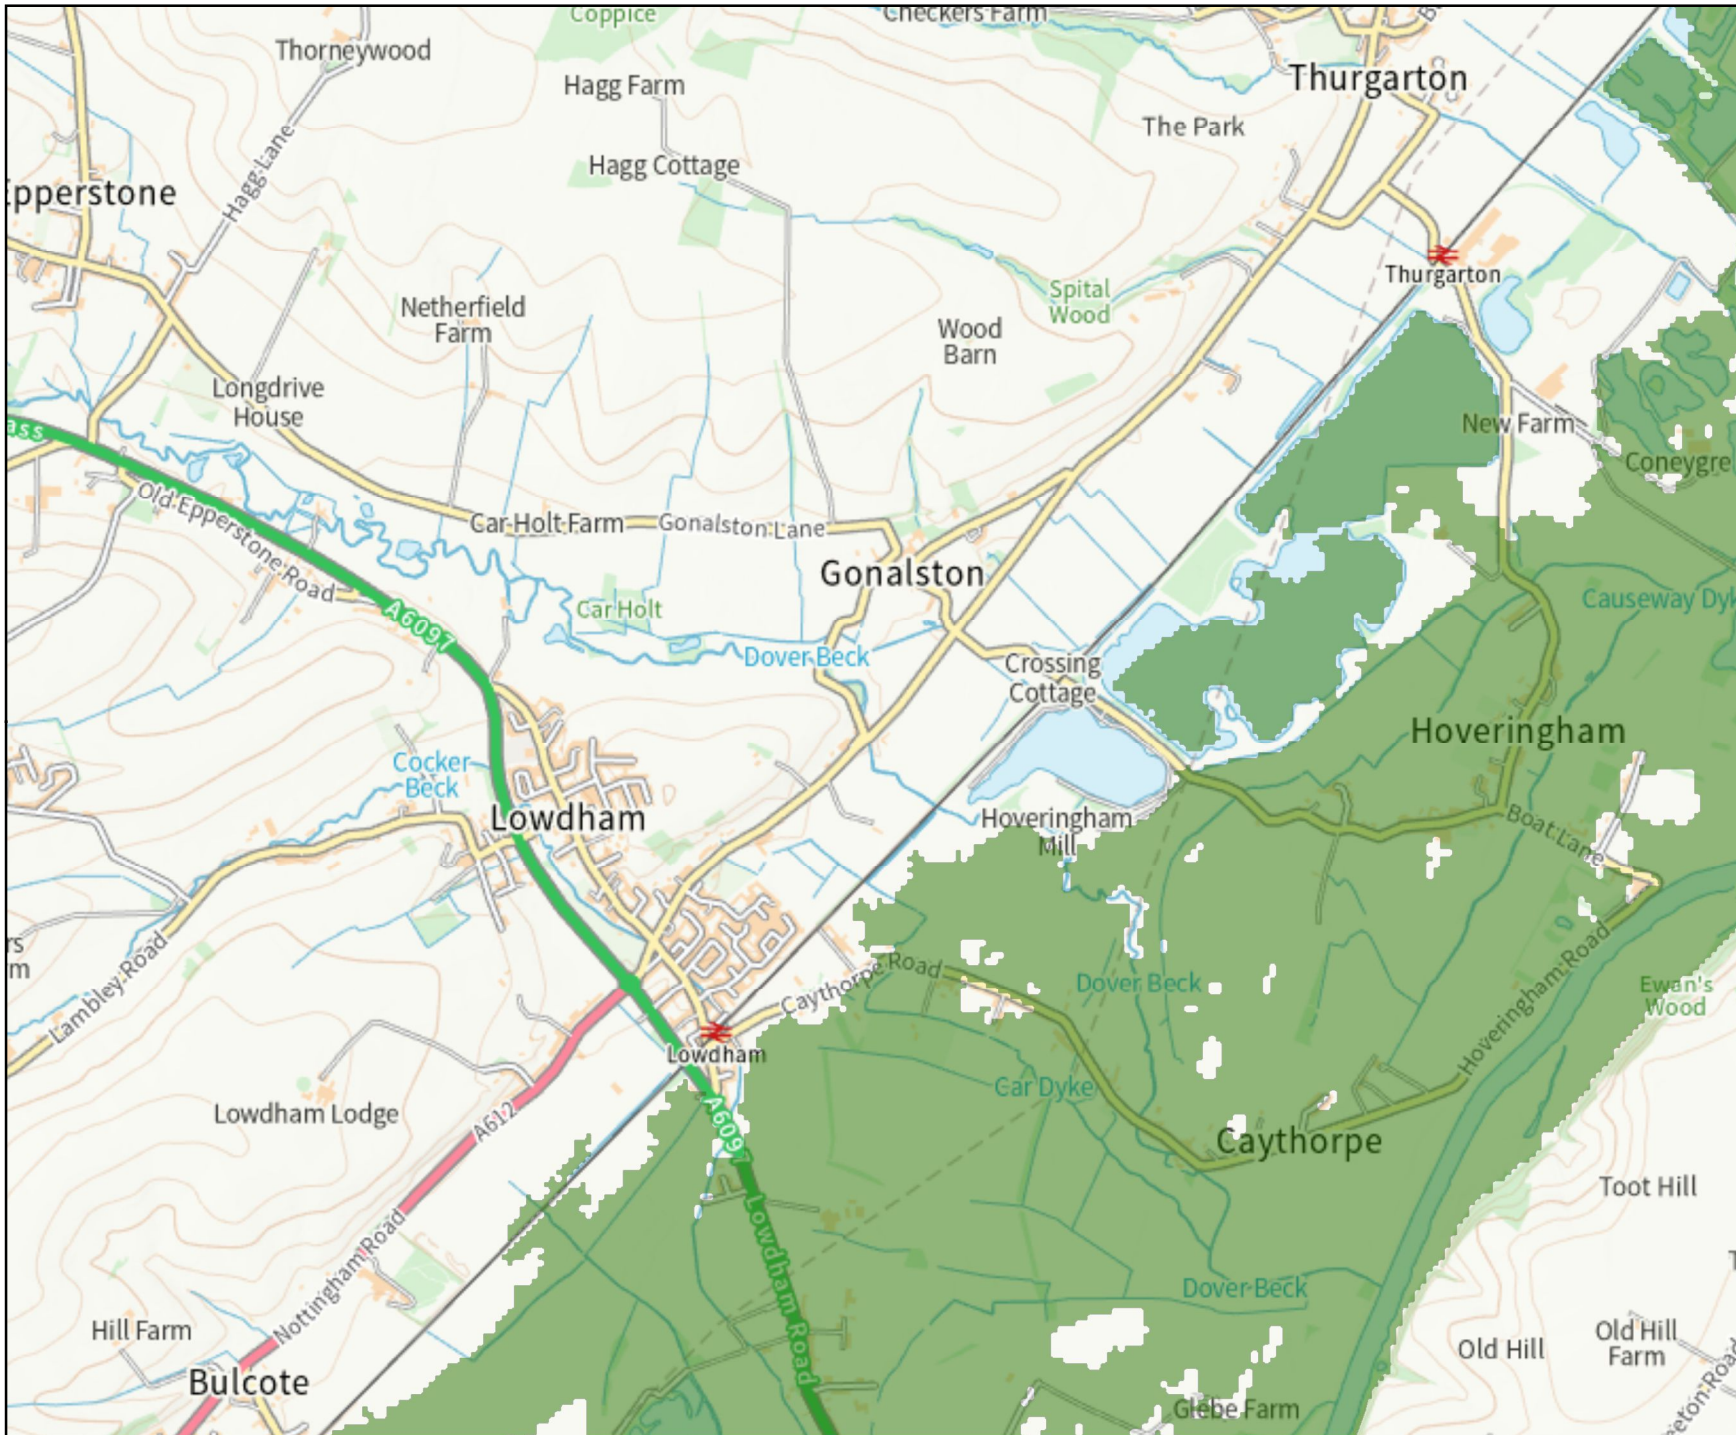 Coppice
Checkers Farm
Thorneywood
Hagg Farm
Thurgarton
The Park
Hagg Lane
Hagg Cottage
Epperstone
Thurgarton
Spital
Wood
Netherfield
Farm
Wood
Barn
Longdrive
House
New Farm
ass
Coneygre
Old Epperstone Road
Car Holt Farm
Gonalston Lane
Gonalston
Car Holt
Causeway Dyk
A6097
Dover Beck
Crossing
Cottage
Hoveringham
Cocker
Beck
Lowdham
Hoveringham
Mill
Boat Lane
rs
m
Lambley Road
Caythorpe Road
Dover Beck
Hoveringham Road
Ewan's
Wood
Lowdham
Car Dyke
Lowdham Lodge
A612
A6097
Caythorpe
Toot Hill
Nottingham Road
Lowdham Road
Dover Beck
Hill Farm
Old Hill
Old Hill
Farm
Bulcote
Glebe Farm
eton Road